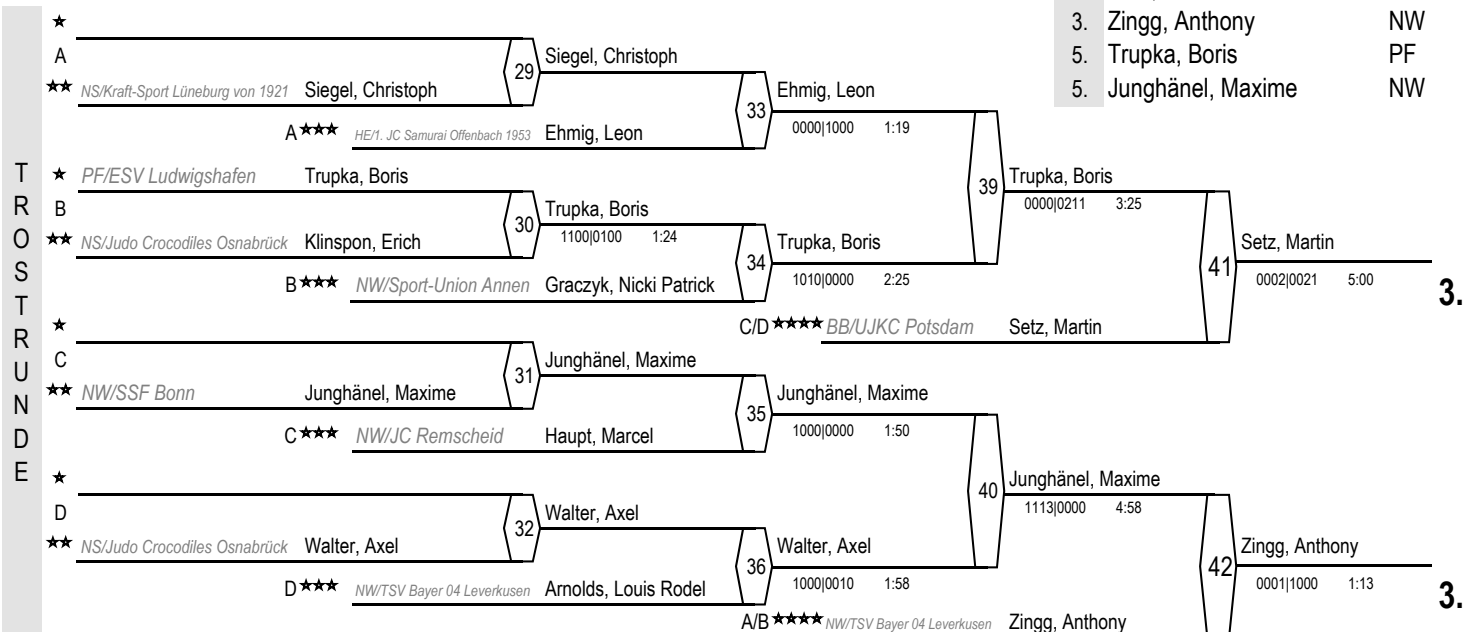 3. Zingg, Anthony NW
5. Trupka, Boris PF
5. Junghänel, Maxime NW
TROSTRUNDE
A
29 Siegel, Christoph
NS/Kraft-Sport Lüneburg von 1921 Siegel, Christoph
33 Ehmig, Leon
0000|1000 1:19
A HE/1. JC Samurai Offenbach 1953 Ehmig, Leon
PF/ESV Ludwigshafen Trupka, Boris
39 Trupka, Boris
0000|0211 3:25
B
30 Trupka, Boris
1100|0100 1:24
NS/Judo Crocodiles Osnabrück Klinspon, Erich
34 Trupka, Boris
1010|0000 2:25
41 Setz, Martin
0002|0021 5:00
3.
B NW/Sport-Union Annen Graczyk, Nicki Patrick
C/D BB/UJKC Potsdam Setz, Martin
C
31 Junghänel, Maxime
NW/SSF Bonn Junghänel, Maxime
35 Junghänel, Maxime
1000|0000 1:50
C NW/JC Remscheid Haupt, Marcel
40 Junghänel, Maxime
1113|0000 4:58
D
32 Walter, Axel
NS/Judo Crocodiles Osnabrück Walter, Axel
36 Walter, Axel
1000|0010 1:58
42 Zingg, Anthony
0001|1000 1:13
3.
D NW/TSV Bayer 04 Leverkusen Arnolds, Louis Rodel
A/B NW/TSV Bayer 04 Leverkusen Zingg, Anthony